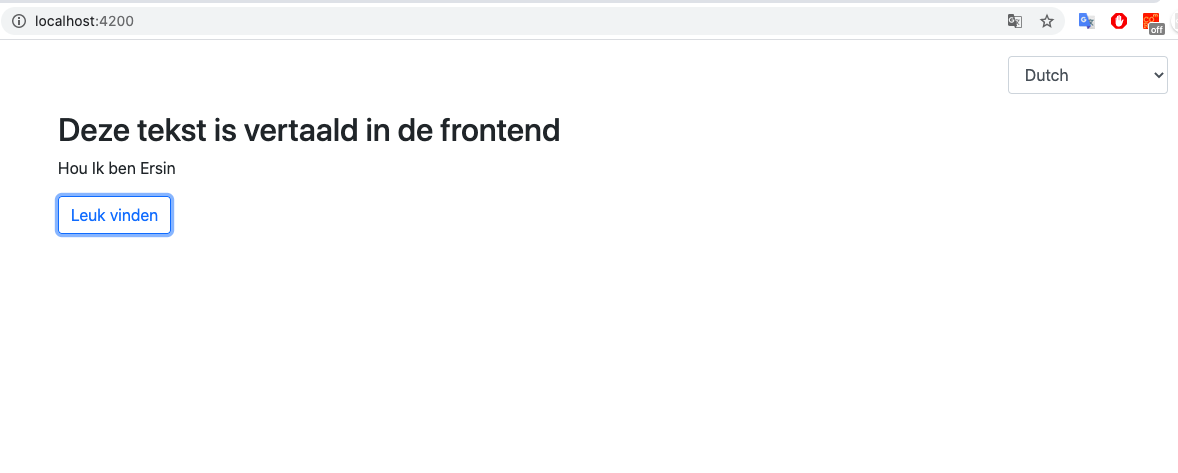 localhost:4200
off
Dutch
Deze tekst is vertaald in de frontend
Hou Ik ben Ersin
Leuk vinden